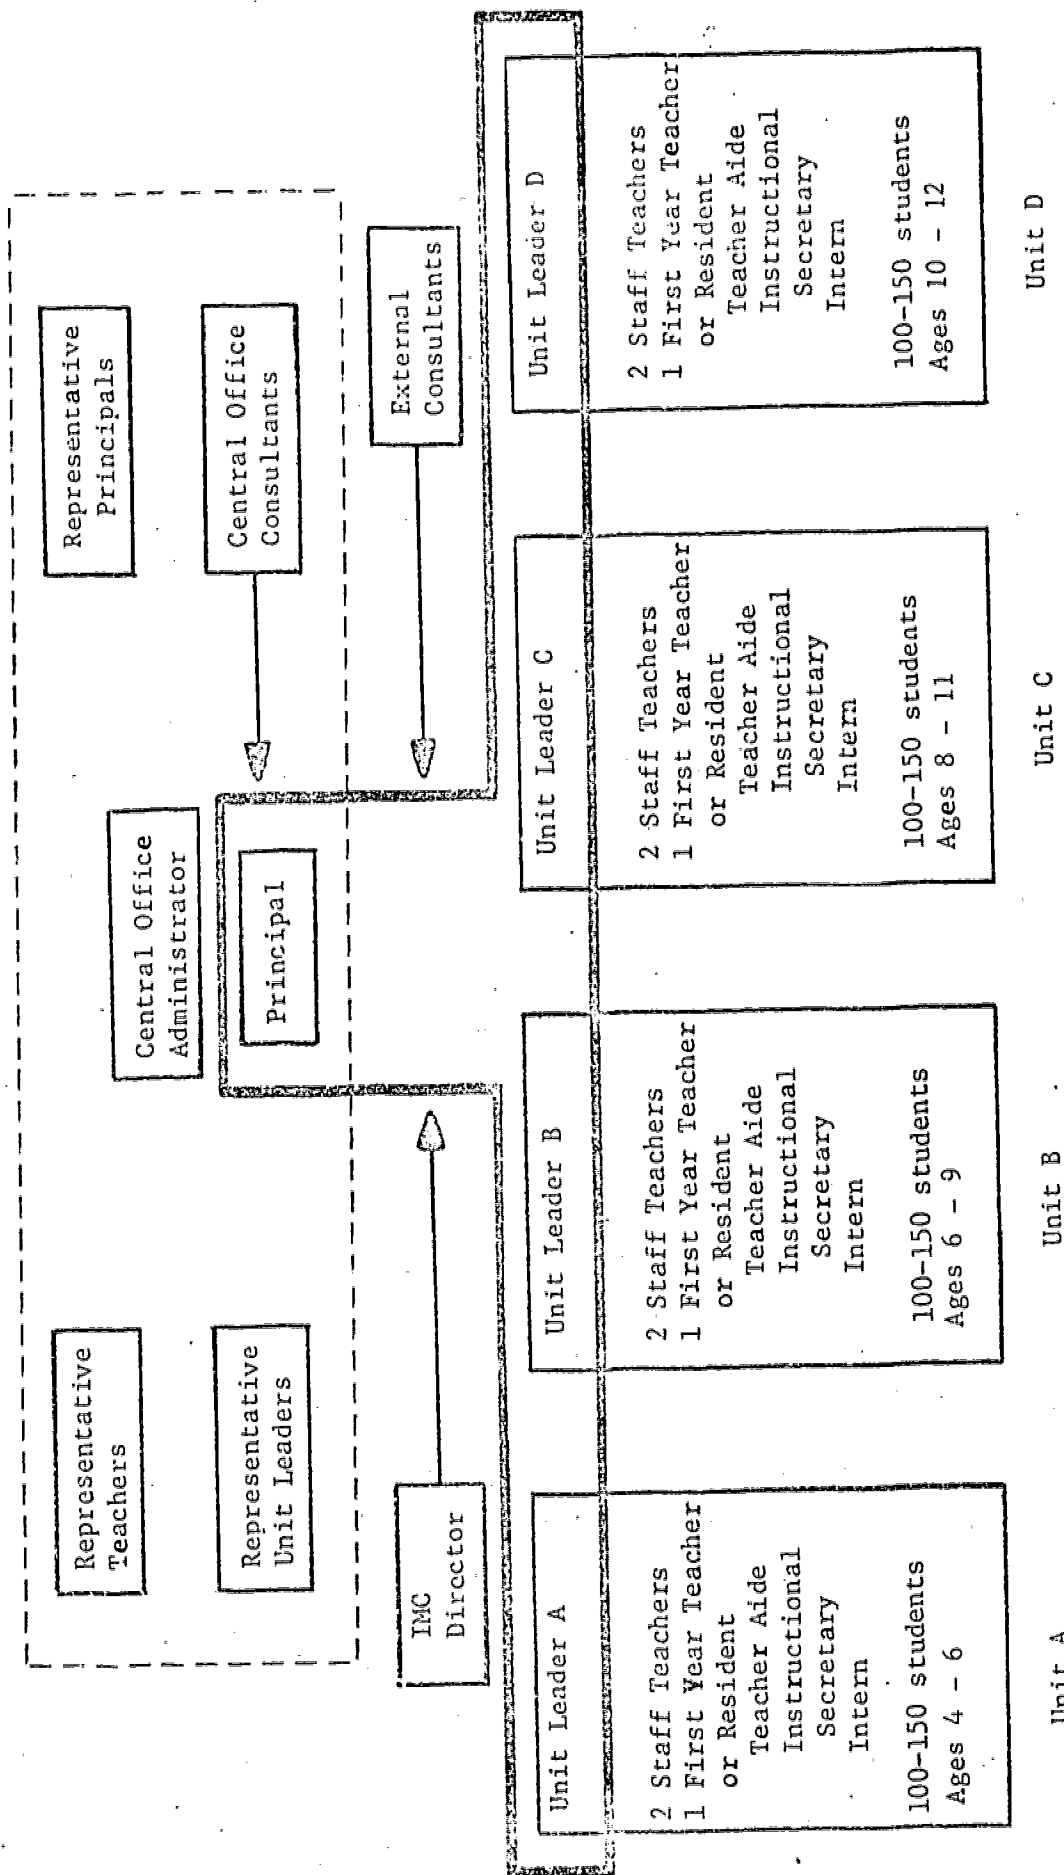 Representative
Teachers
Representative
Principals
Central Office
Administrator
Representative
Unit Leaders
Principal
Central Office
Consultants
IMC
Director
External
Consultants
Unit Leader A
2 Staff Teachers
1 First Year Teacher
or Resident
Teacher Aide
Instructional
Secretary
Intern
100-150 students
Ages 4 - 6
Unit A
Unit Leader B
2 Staff Teachers
1 First Year Teacher
or Resident
Teacher Aide
Instructional
Secretary
Intern
100-150 students
Ages 6 - 9
Unit B
Unit Leader C
2 Staff Teachers
1 First Year Teacher
or Resident
Teacher Aide
Instructional
Secretary
Intern
100-150 students
Ages 8 - 11
Unit C
Unit Leader D
2 Staff Teachers
1 First Year Teacher
or Resident
Teacher Aide
Instructional
Secretary
Intern
100-150 students
Ages 10 - 12
Unit D